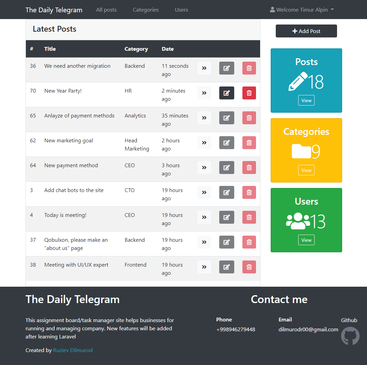 The Daily Telegram All posts Categories Users Welcome Timur Alpin
Latest Posts
+ Add Post
# Title Category Date
36 We need another migration Backend 11 seconds
ago
70 New Year Party! HR 2 minutes
ago
65 Anlayze of payment methods Analytics 35 minutes
ago
62 New marketing goal Head
Marketing 2 hours
ago
64 New payment method CEO 3 hours
ago
3 Add chat bots to the site CTO 19 hours
ago
4 Today is meeting! CEO 19 hours
ago
37 Qobulxon, please make an
"about us" page Backend 19 hours
ago
38 Meeting with UI/UX expert Frontend 19 hours
ago
Posts
18
View
Categories
9
View
Users
13
View
The Daily Telegram
This assignment board/task manager site helps businesses for
running and managing company. New features will be added
after learning Laravel
Created by Ruziev Dilmurod
Contact me
Phone
+998946279448
Email
dilmurodr00@gmail.com
Github